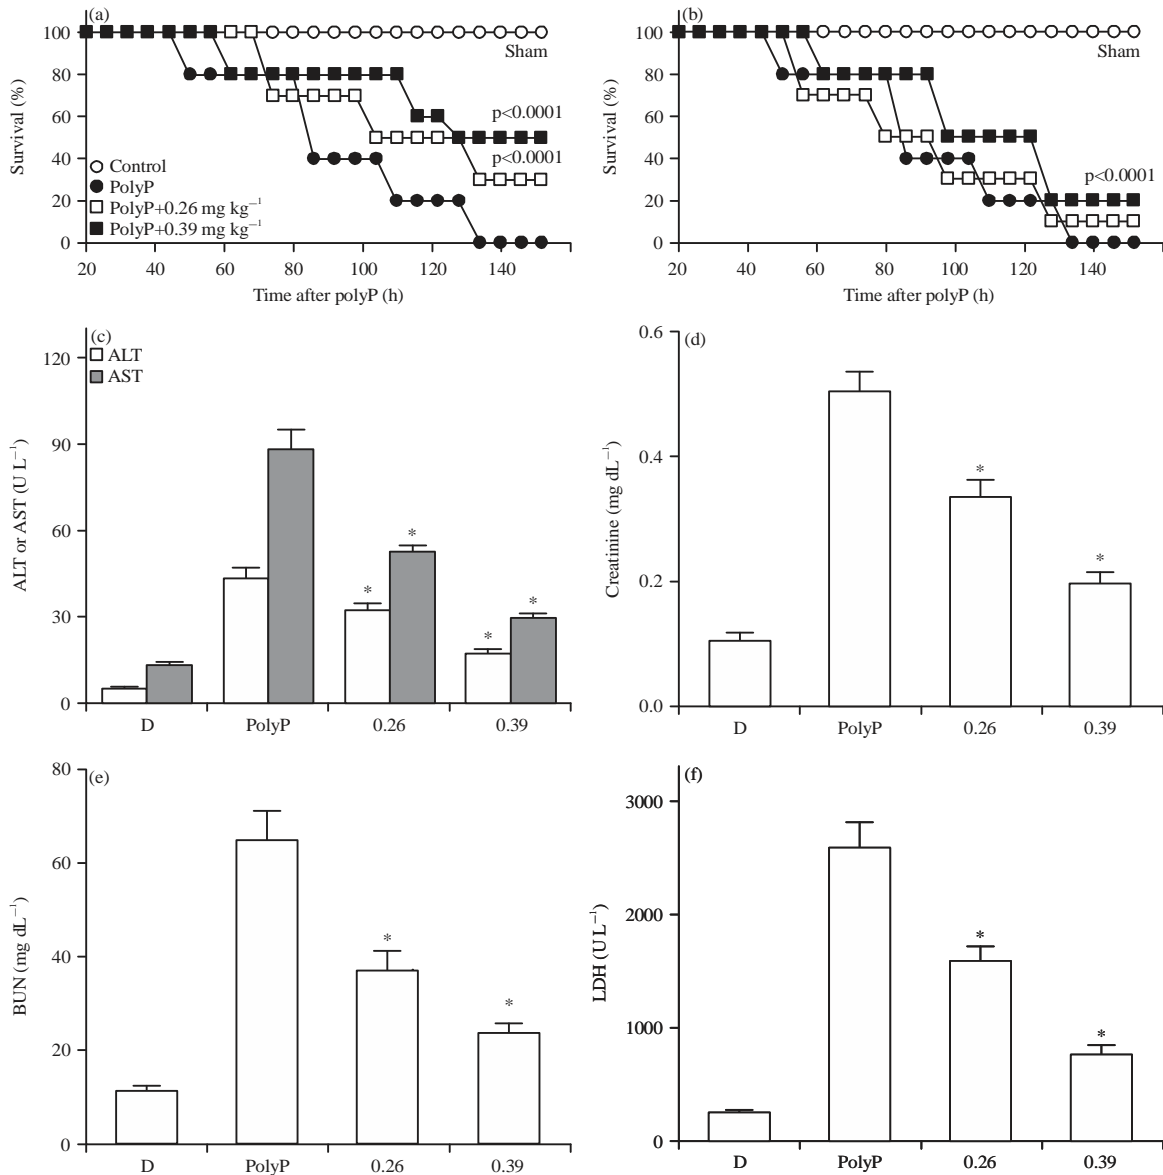 (a)
100
80
60
40
20
0
Survival (%)
Sham
p<0.0001
p<0.0001
Control
PolyP
PolyP+0.26 mg kg⁻¹
PolyP+0.39 mg kg⁻¹
20 40 60 80 100 120 140
Time after polyP (h)
(b)
100
80
60
40
20
0
Survival (%)
Sham
p<0.0001
20 40 60 80 100 120 140
Time after polyP (h)
(c)
ALT
AST
120
90
60
30
0
ALT or AST (U L⁻¹)
* * * *
D PolyP 0.26 0.39
(d)
0.6
0.4
0.2
0.0
Creatinine (mg dL⁻¹)
* *
D PolyP 0.26 0.39
(e)
80
60
40
20
0
BUN (mg dL⁻¹)
* *
D PolyP 0.26 0.39
(f)
3000
2000
1000
0
LDH (U L⁻¹)
* *
D PolyP 0.26 0.39